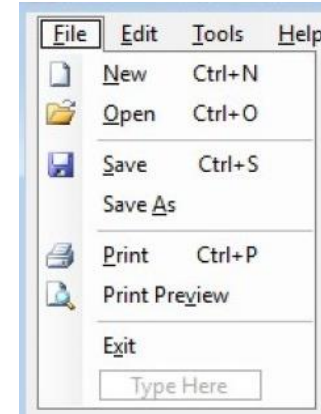 File Edit Tools Help
New Ctrl+N
Open Ctrl+O
Save Ctrl+S
Save As
Print Ctrl+P
Print Preview
Exit
Type Here